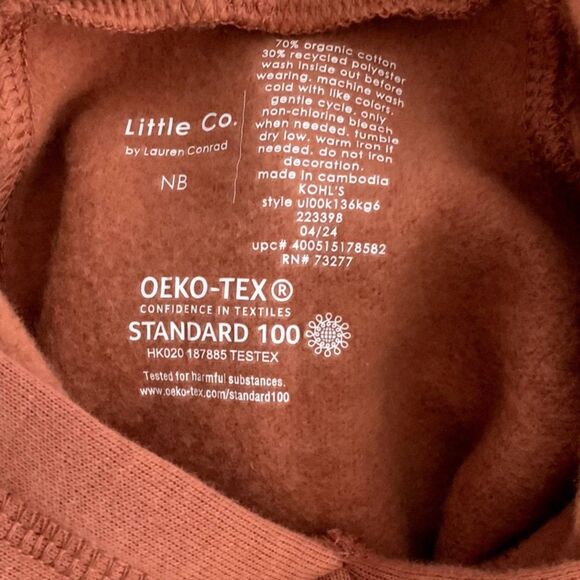 70% organic cotton
30% recycled polyester
wash inside out before
wearing. machine wash
cold with like colors.
gentle cycle. only
non-chlorine bleach
when needed. tumble
dry low. warm iron if
needed. do not iron
decoration.
made in cambodia
KOHL'S
style ul00k136kg6
223398
04/24
upc# 400515178582
RN# 73277
Little Co.
by Lauren Conrad
NB
OEKO-TEX®
CONFIDENCE IN TEXTILES
STANDARD 100
HK020 187885 TESTEX
Tested for harmful substances.
www.oeko-tex.com/standard100